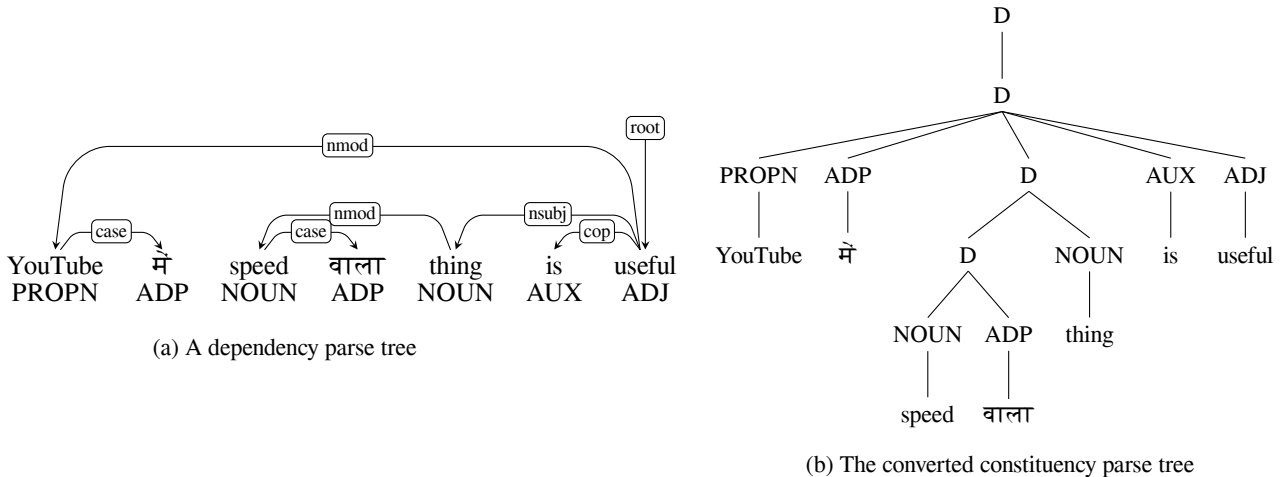 root
nmod
nmod nsubj
case case cop
YouTube में speed वाला thing is useful
PROPN ADP NOUN ADP NOUN AUX ADJ
(a) A dependency parse tree
D
D
PROPN ADP D AUX ADJ
YouTube में D NOUN is useful
NOUN ADP thing
speed वाला
(b) The converted constituency parse tree